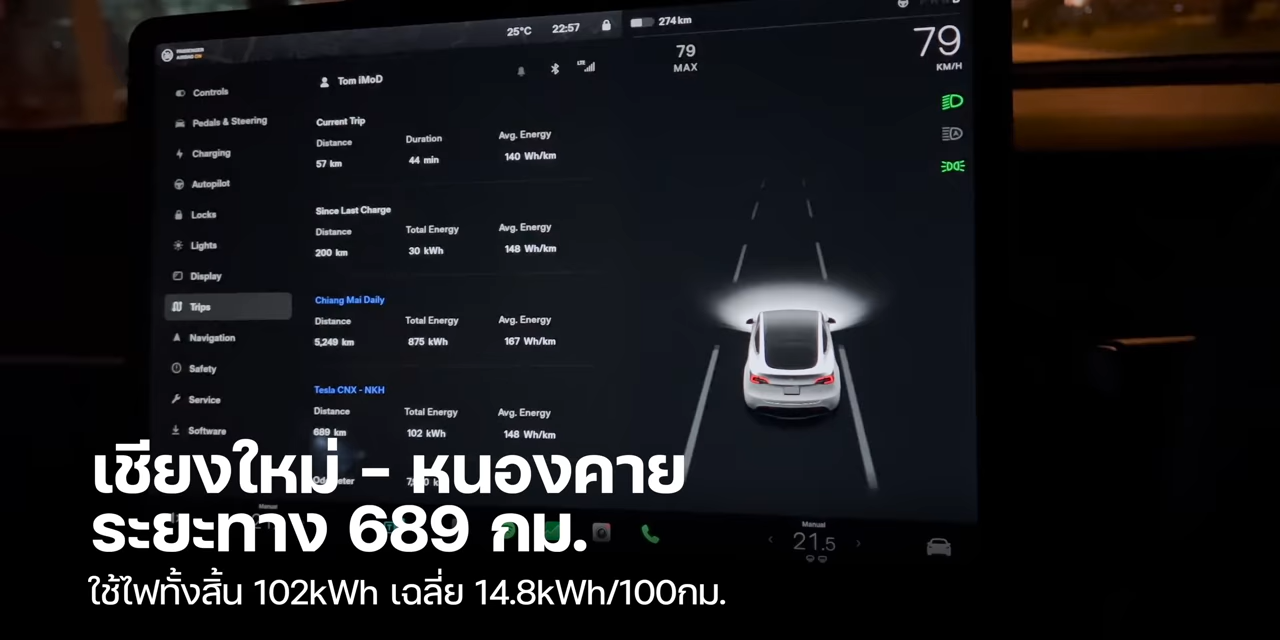 PASSENGER
AIRBAG ON
25°C 22:57
274 km
79
MAX
79
KM/H
LTE
Tom iMoD
Controls
Pedals & Steering
Charging
Autopilot
Locks
Lights
Display
Trips
Navigation
Safety
Service
Software
Current Trip
Distance Duration Avg. Energy
57 km 44 min 140 Wh/km
Since Last Charge
Distance Total Energy Avg. Energy
200 km 30 kWh 148 Wh/km
Chiang Mai Daily
Distance Total Energy Avg. Energy
5,249 km 875 kWh 167 Wh/km
Tesla CNX - NKH
Distance Total Energy Avg. Energy
689 km 102 kWh 148 Wh/km
Manual
Manual
21.5
เชียงใหม่ - หนองคาย
ระยะทาง 689 กม.
ใช้ไฟทั้งสิ้น 102kWh เฉลี่ย 14.8kWh/100กม.